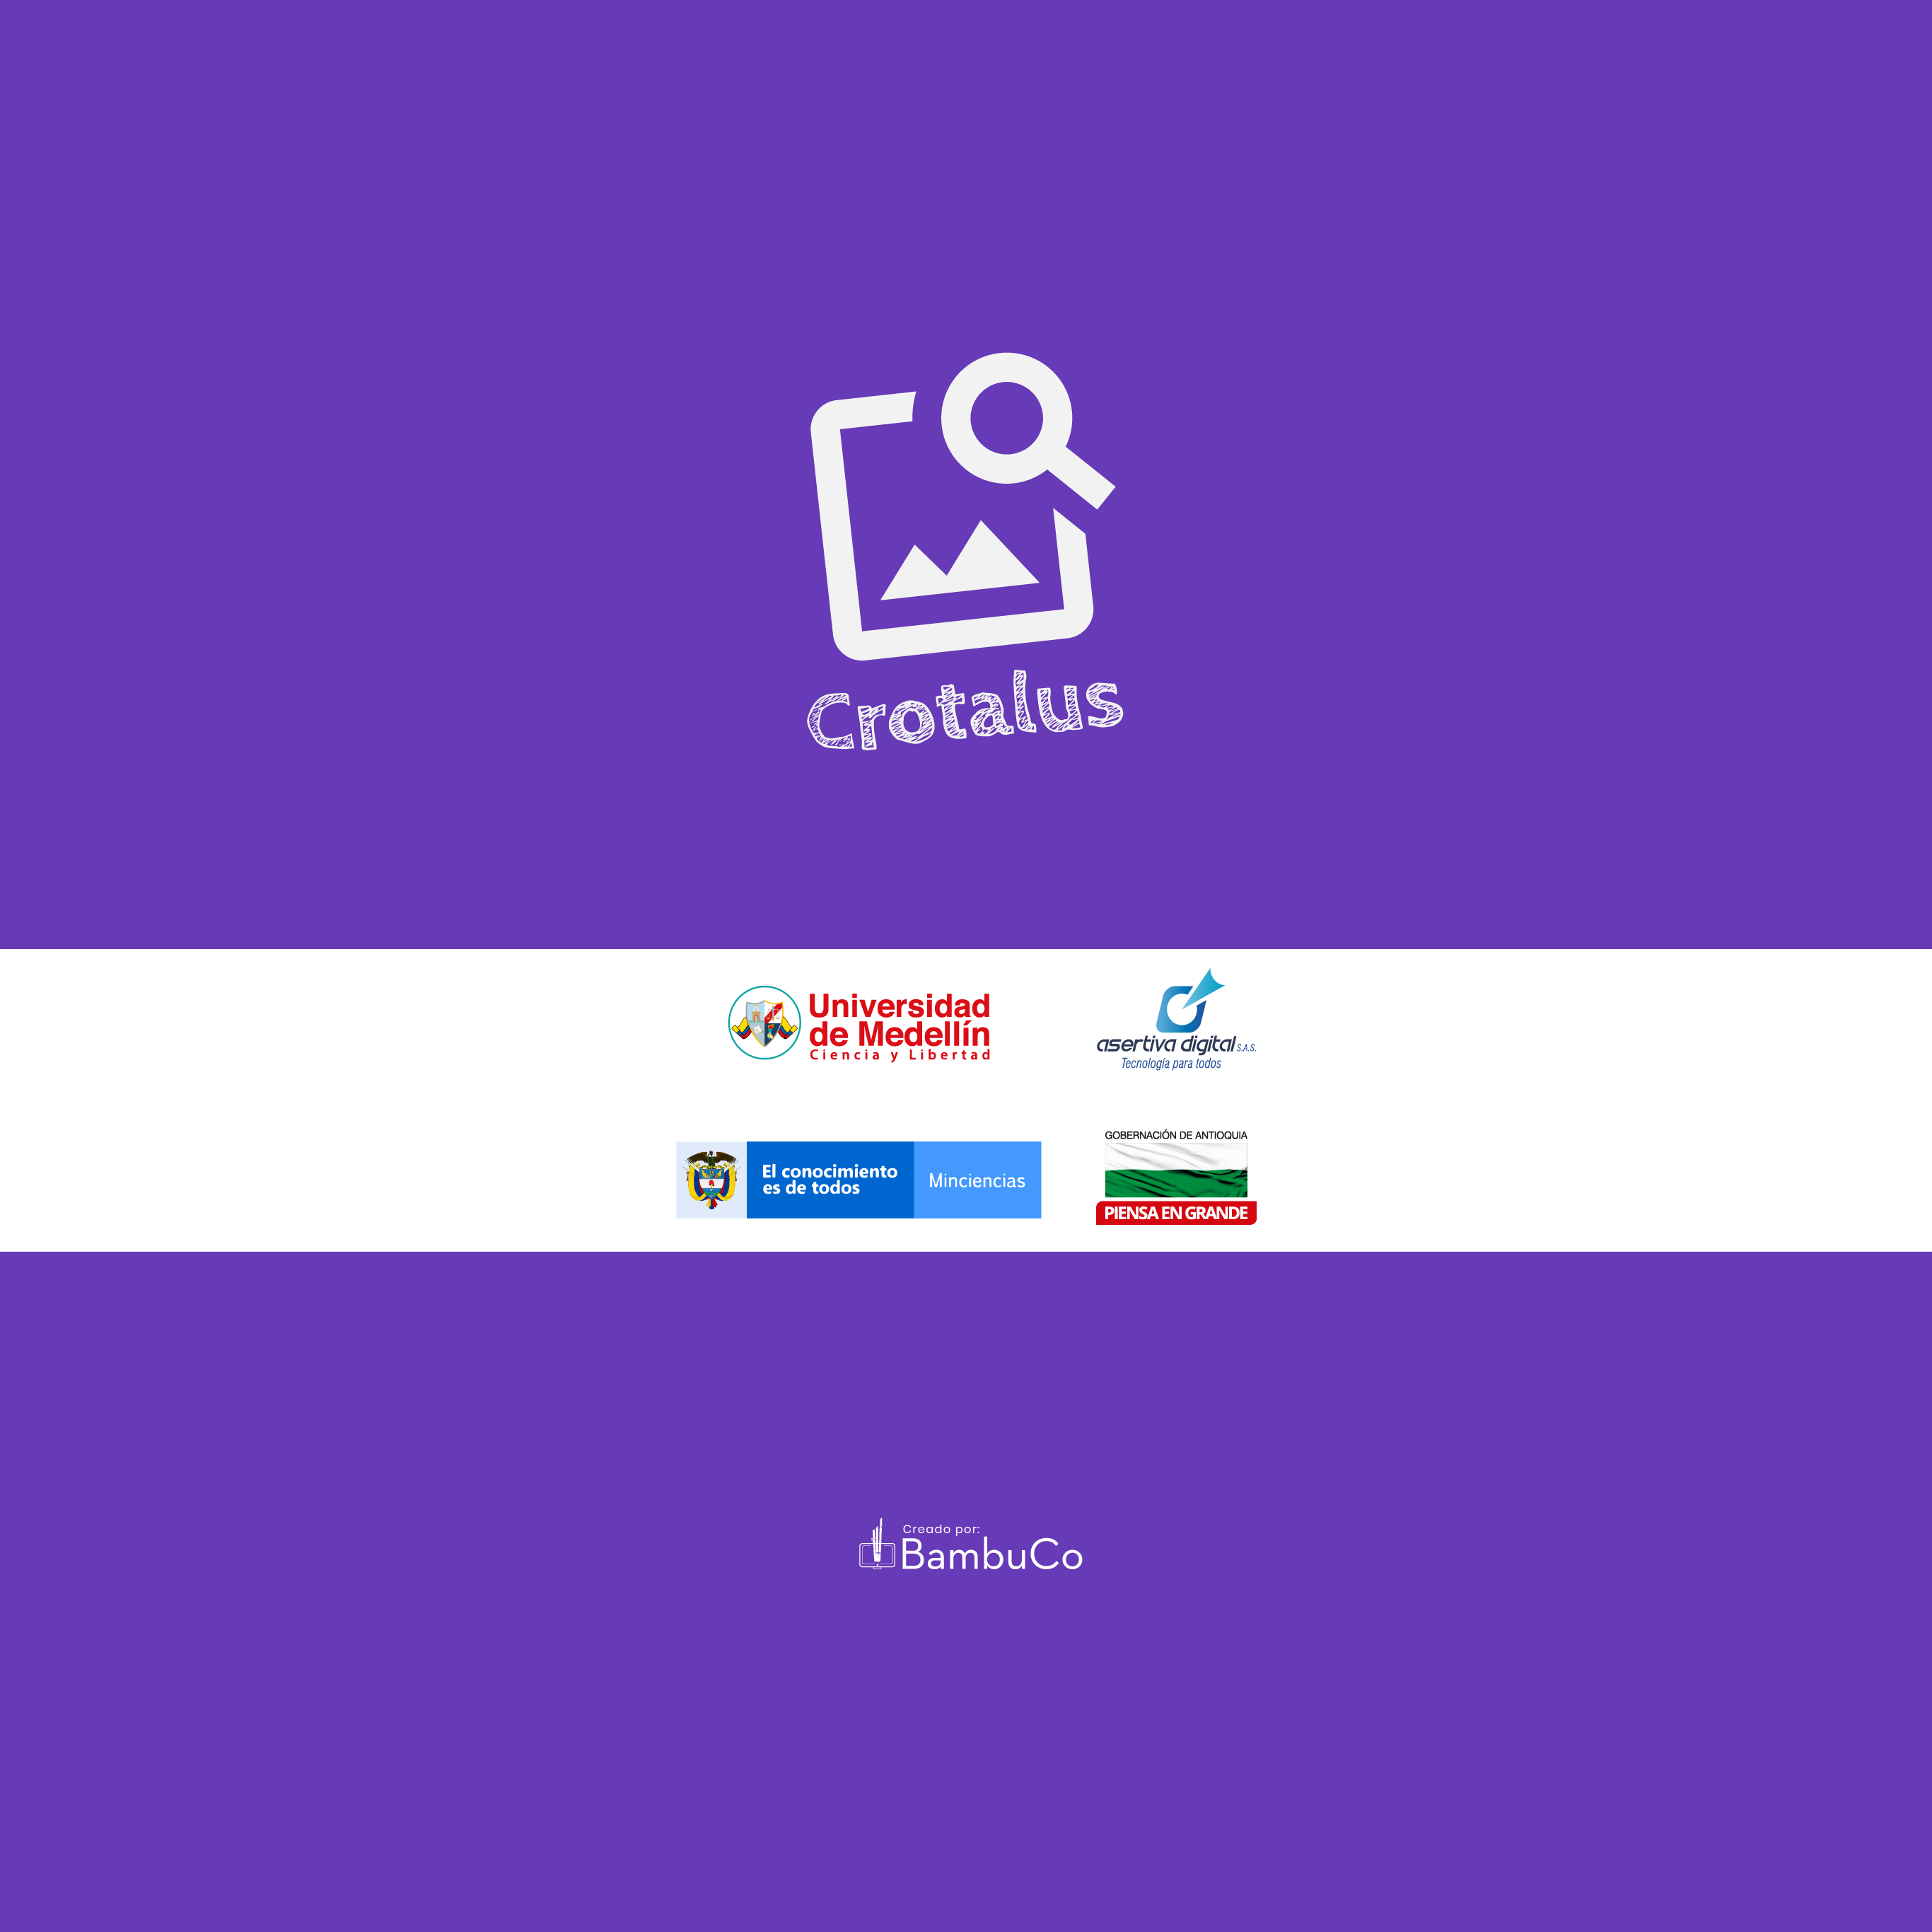 Crotalus
Universidad
de Medellín
Ciencia y Libertad
asertiva digital S.A.S.
Tecnología para todos
El conocimiento
es de todos
Minciencias
GOBERNACIÓN DE ANTIOQUIA
PIENSA EN GRANDE
Creado por:
BambuCo